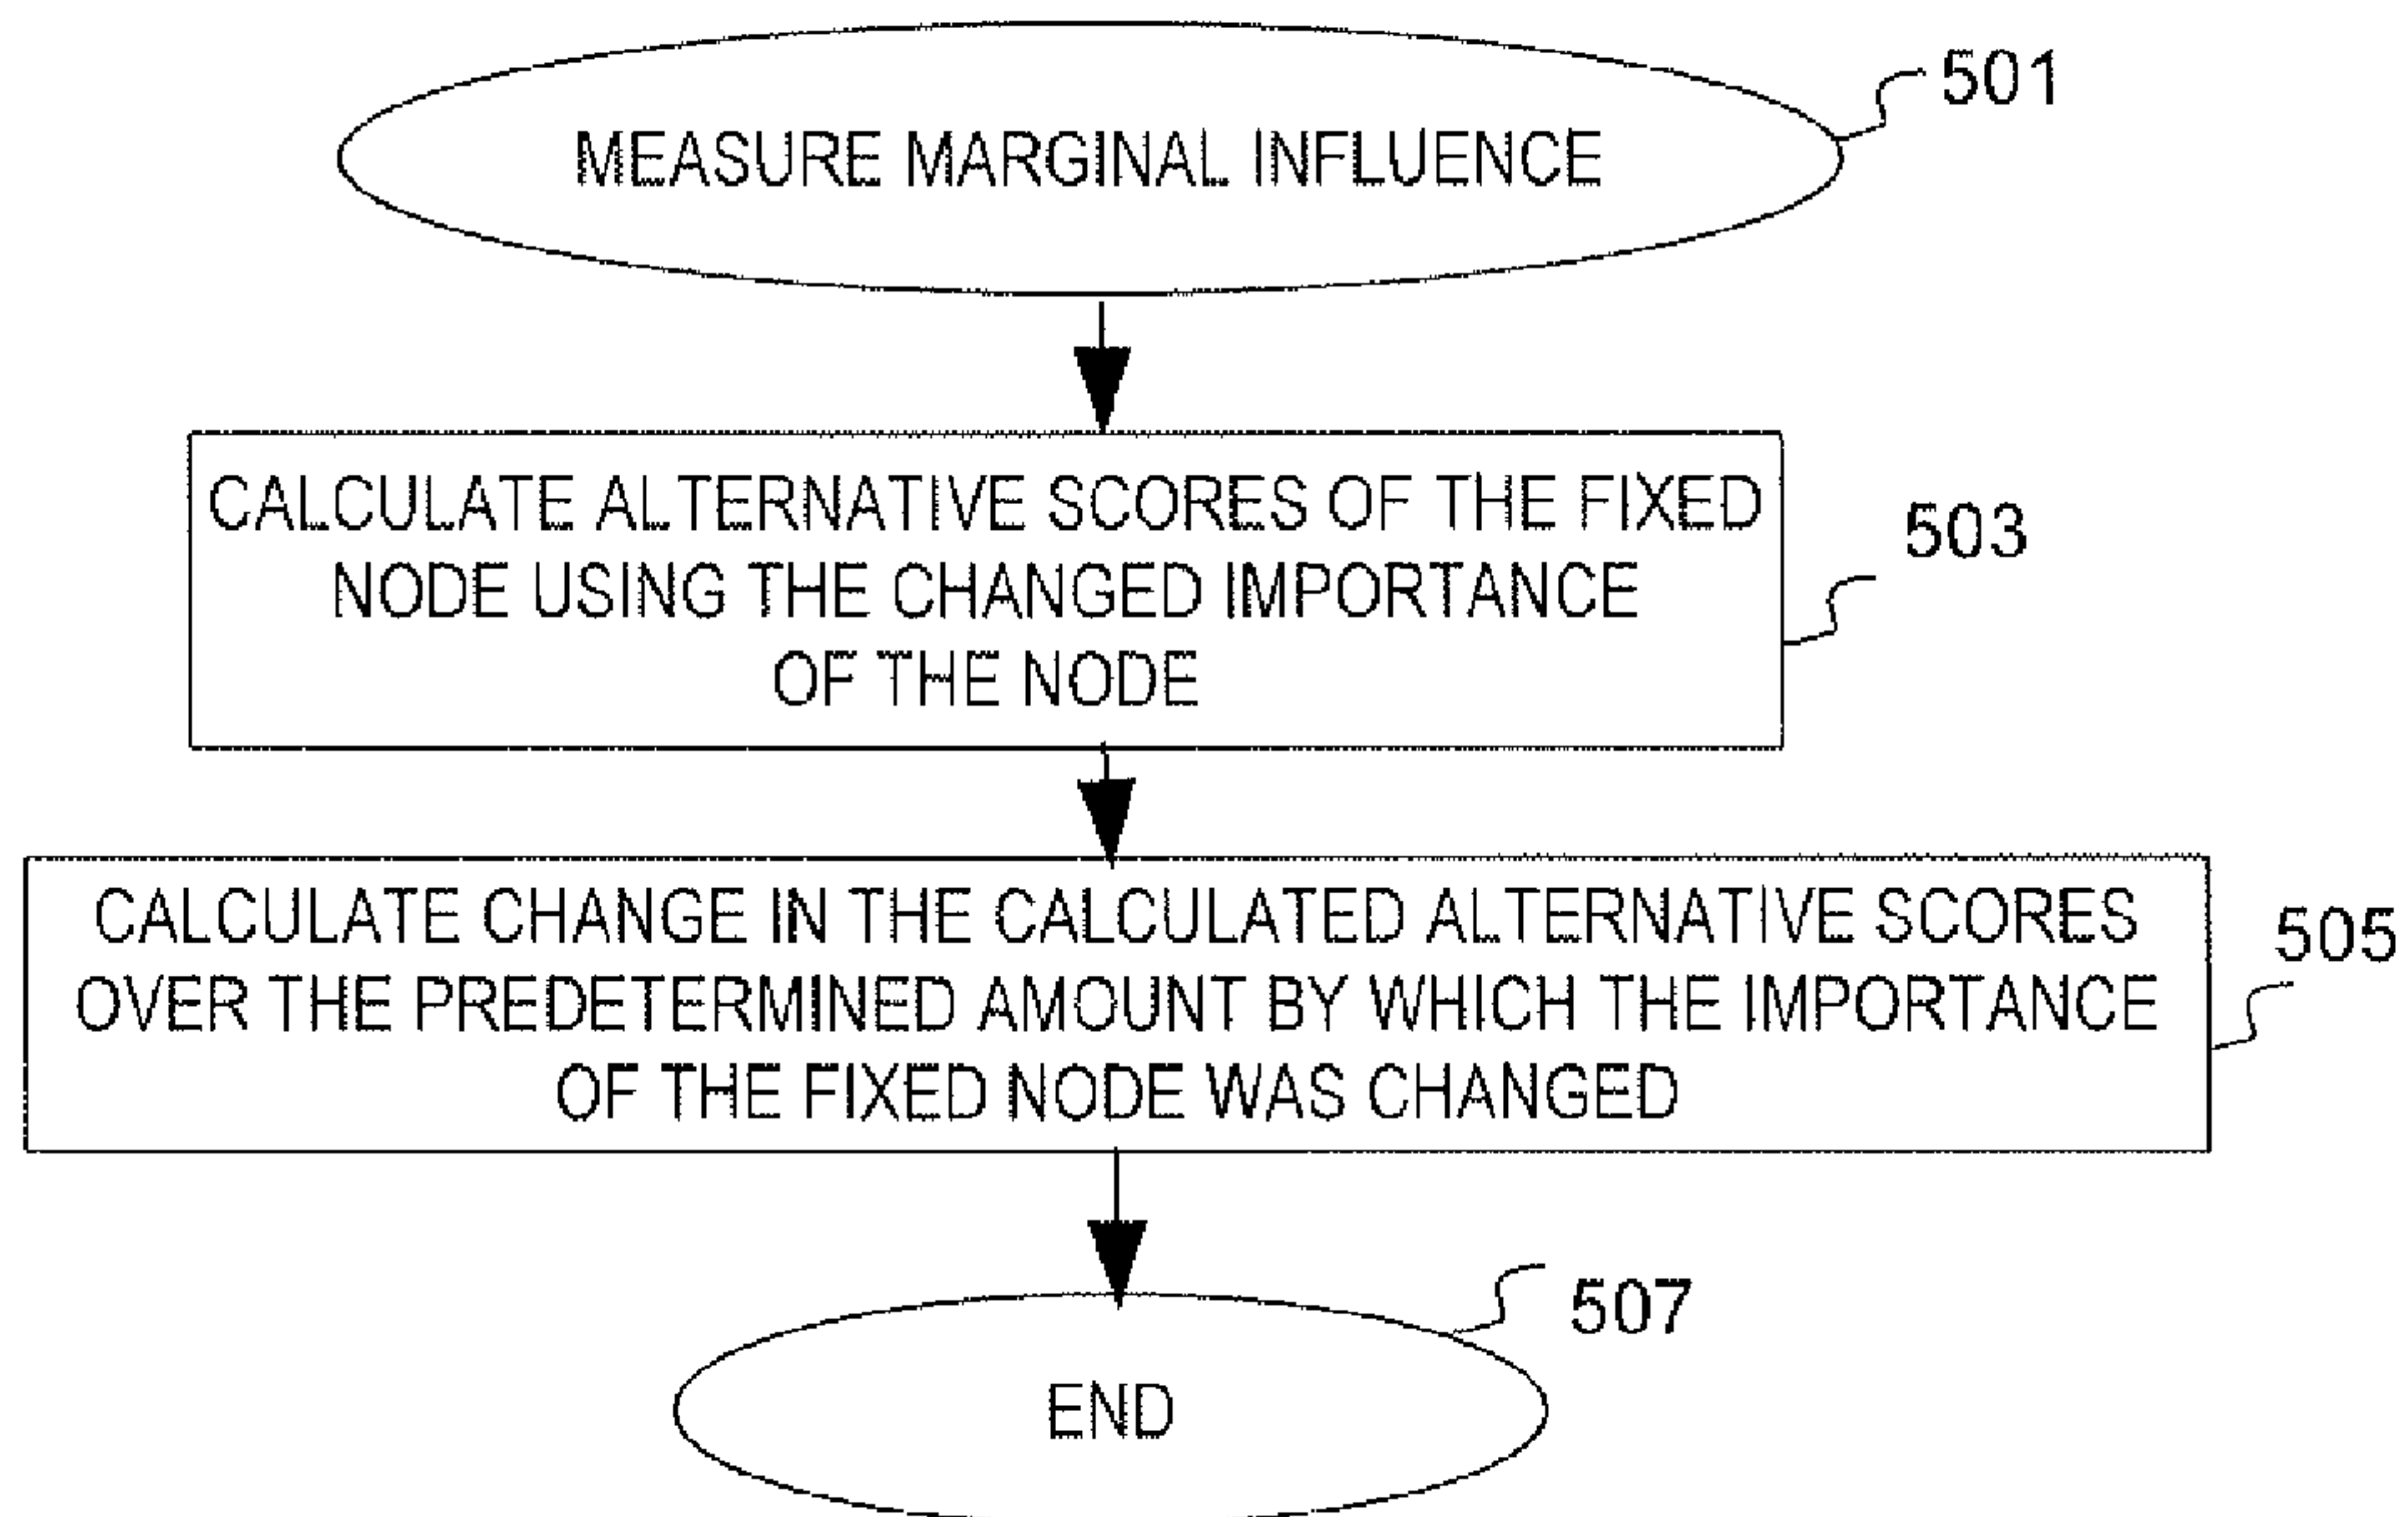 501
MEASURE MARGINAL INFLUENCE
CALCULATE ALTERNATIVE SCORES OF THE FIXED
NODE USING THE CHANGED IMPORTANCE
OF THE NODE
503
CALCULATE CHANGE IN THE CALCULATED ALTERNATIVE SCORES
OVER THE PREDETERMINED AMOUNT BY WHICH THE IMPORTANCE
OF THE FIXED NODE WAS CHANGED
505
507
END